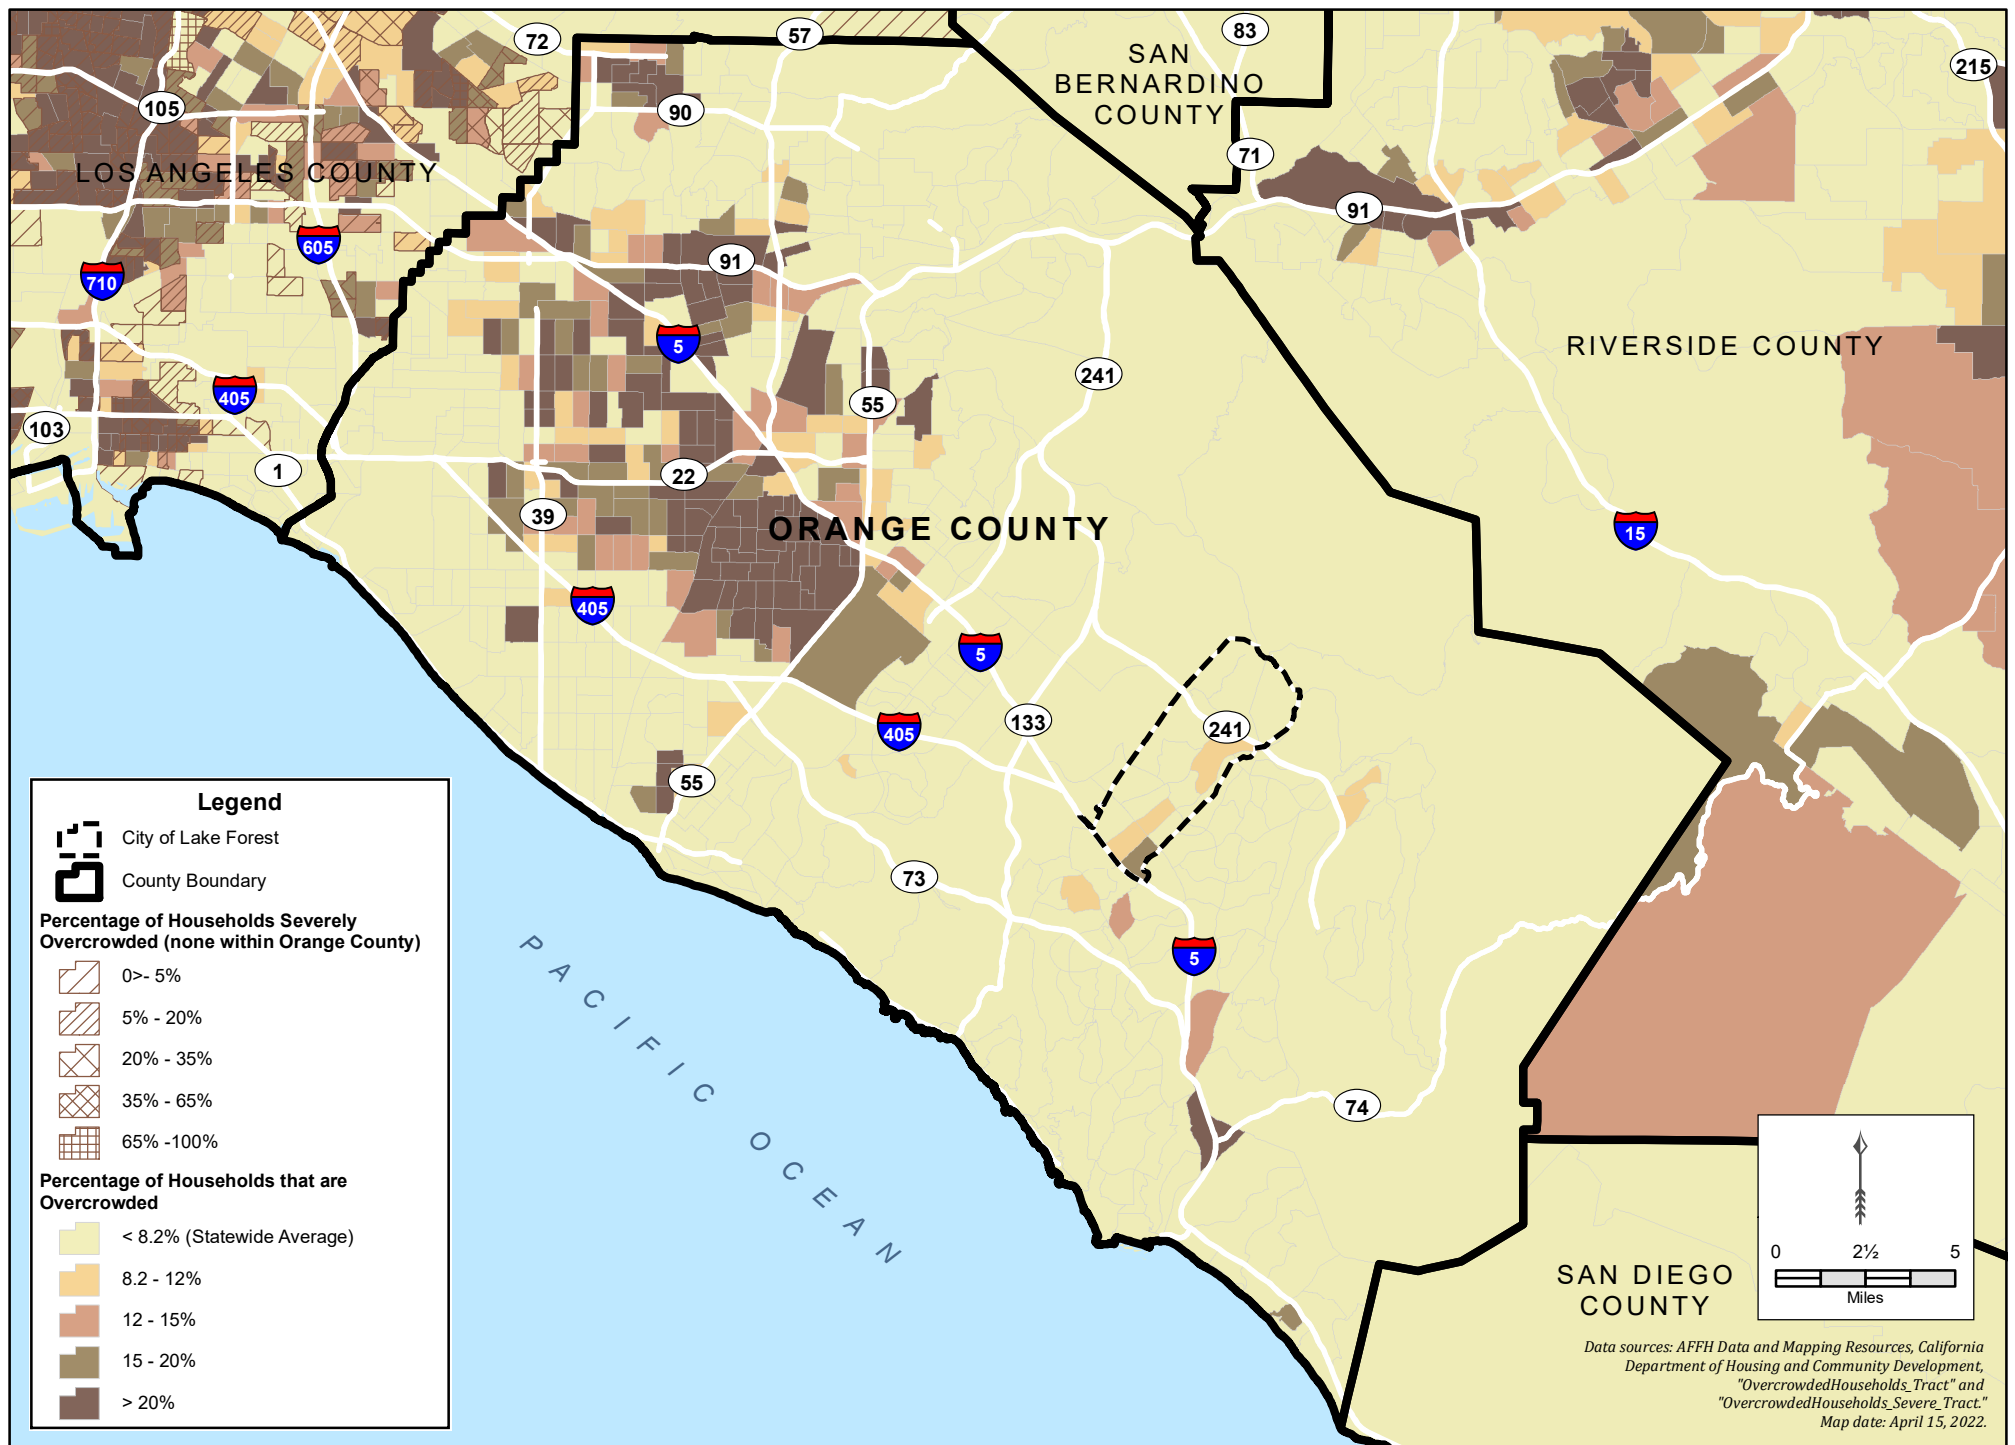 72
57
83
SAN
BERNARDINO
COUNTY
215
105
90
71
LOS ANGELES COUNTY
91
605
91
710
5
RIVERSIDE COUNTY
241
405
55
103
1
22
39
ORANGE COUNTY
15
405
5
133
241
405
55
73
5
74
PACIFIC OCEAN
Legend
City of Lake Forest
County Boundary
Percentage of Households Severely
Overcrowded (none within Orange County)
0>- 5%
5% - 20%
20% - 35%
35% - 65%
65% -100%
Percentage of Households that are
Overcrowded
< 8.2% (Statewide Average)
8.2 - 12%
12 - 15%
15 - 20%
> 20%
SAN DIEGO
COUNTY
0 2½ 5
Miles
Data sources: AFFH Data and Mapping Resources, California
Department of Housing and Community Development,
"OvercrowdedHouseholds_Tract" and
"OvercrowdedHouseholds_Severe_Tract."
Map date: April 15, 2022.